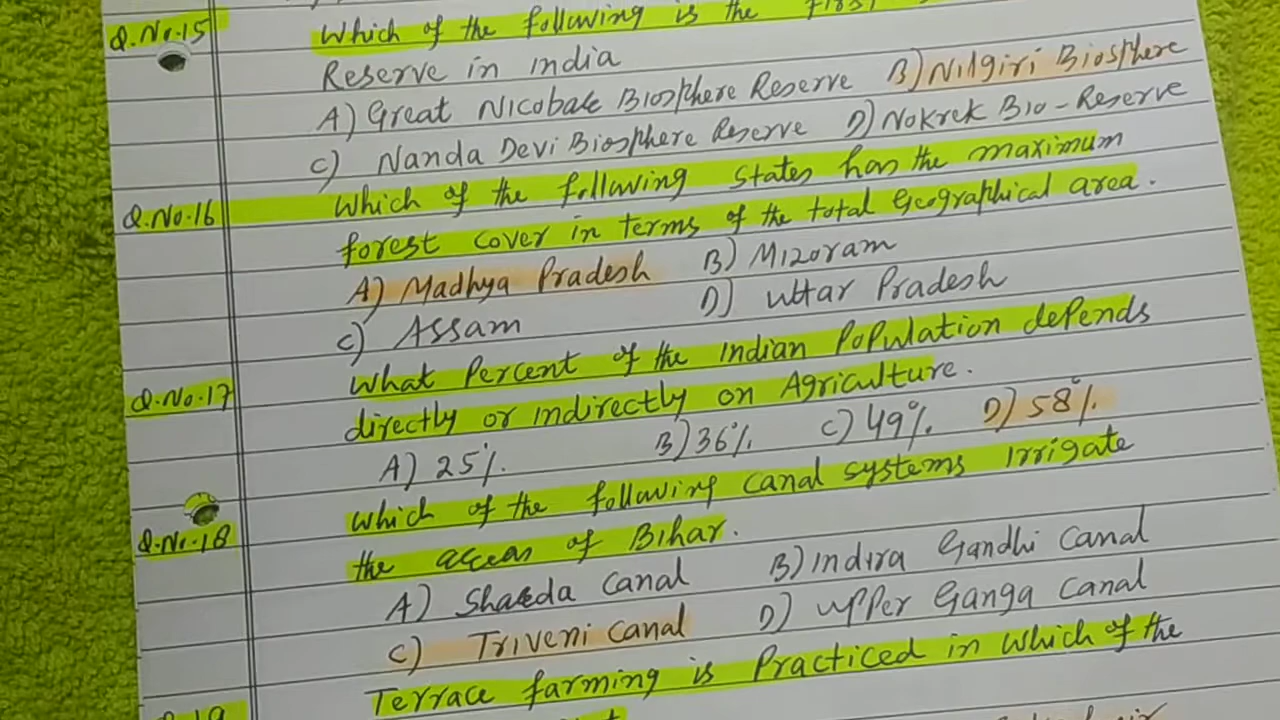 Q.No.15 Which of the following is the First
Reserve in India
A) Great Nicobar Biosphere Reserve B) Nilgiri Biosphere
C) Nanda Devi Biosphere Reserve D) Nokrek Bio-Reserve
Q.No.16 Which of the following States has the maximum
forest cover in terms of the total Geographical area.
A) Madhya Pradesh B) Mizoram
C) Assam D) Uttar Pradesh
Q.No.17 What Percent of the Indian Population depends
directly or indirectly on Agriculture.
A) 25% B) 36% C) 49% D) 58%
Q.No.18 Which of the following canal systems irrigate
the areas of Bihar.
A) Sharda Canal B) Indira Gandhi Canal
C) Triveni Canal D) Upper Ganga Canal
Terrace farming is Practiced in which of the